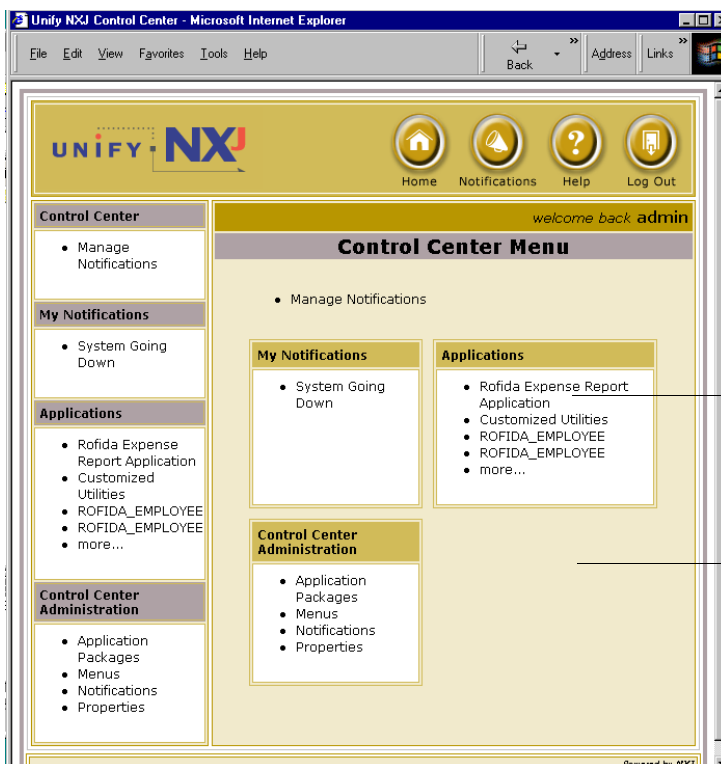 Unify NXJ Control Center - Microsoft Internet Explorer
File Edit View Favorites Tools Help
Back
»
Address
Links
»
UNiFY NXJ
Home
Notifications
Help
Log Out
Control Center
• Manage
Notifications
My Notifications
• System Going
Down
Applications
• Rofida Expense
Report Application
• Customized
Utilities
• ROFIDA_EMPLOYEE
• ROFIDA_EMPLOYEE
• more...
Control Center
Administration
• Application
Packages
• Menus
• Notifications
• Properties
welcome back admin
Control Center Menu
• Manage Notifications
My Notifications
• System Going
Down
Applications
• Rofida Expense Report
Application
• Customized Utilities
• ROFIDA_EMPLOYEE
• ROFIDA_EMPLOYEE
• more...
Control Center
Administration
• Application
Packages
• Menus
• Notifications
• Properties
Powered by NXJ